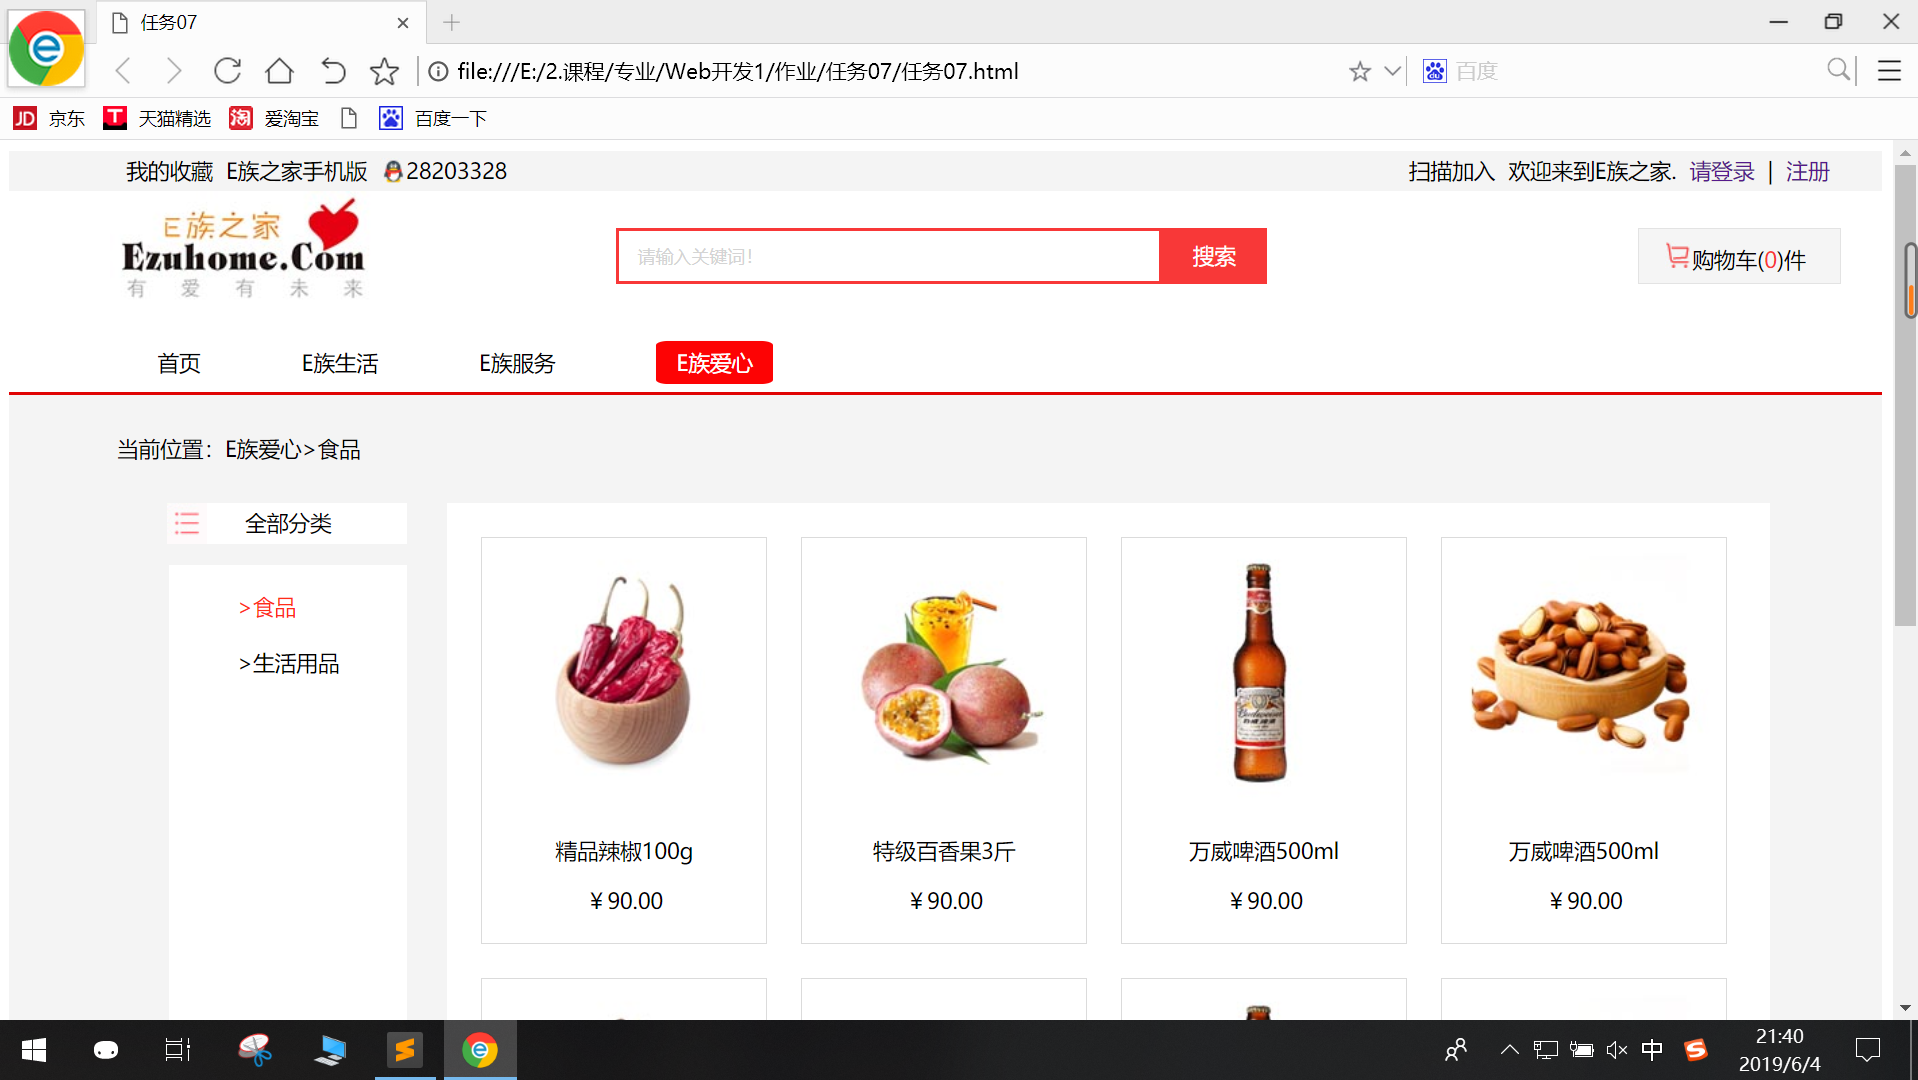 任务07
file:///E:/2.课程/专业/Web开发1/作业/任务07/任务07.html
百度
京东 天猫精选 爱淘宝 百度一下
我的收藏 E族之家手机版 28203328 扫描加入 欢迎来到E族之家. 请登录 | 注册
E族之家
Ezuhome.Com
有爱有未来
请输入关键词! 搜索
购物车(0)件
首页 E族生活 E族服务 E族爱心
当前位置：E族爱心>食品
全部分类
>食品
>生活用品
精品辣椒100g 特级百香果3斤 万威啤酒500ml 万威啤酒500ml
￥90.00 ￥90.00 ￥90.00 ￥90.00
中
21:40
2019/6/4